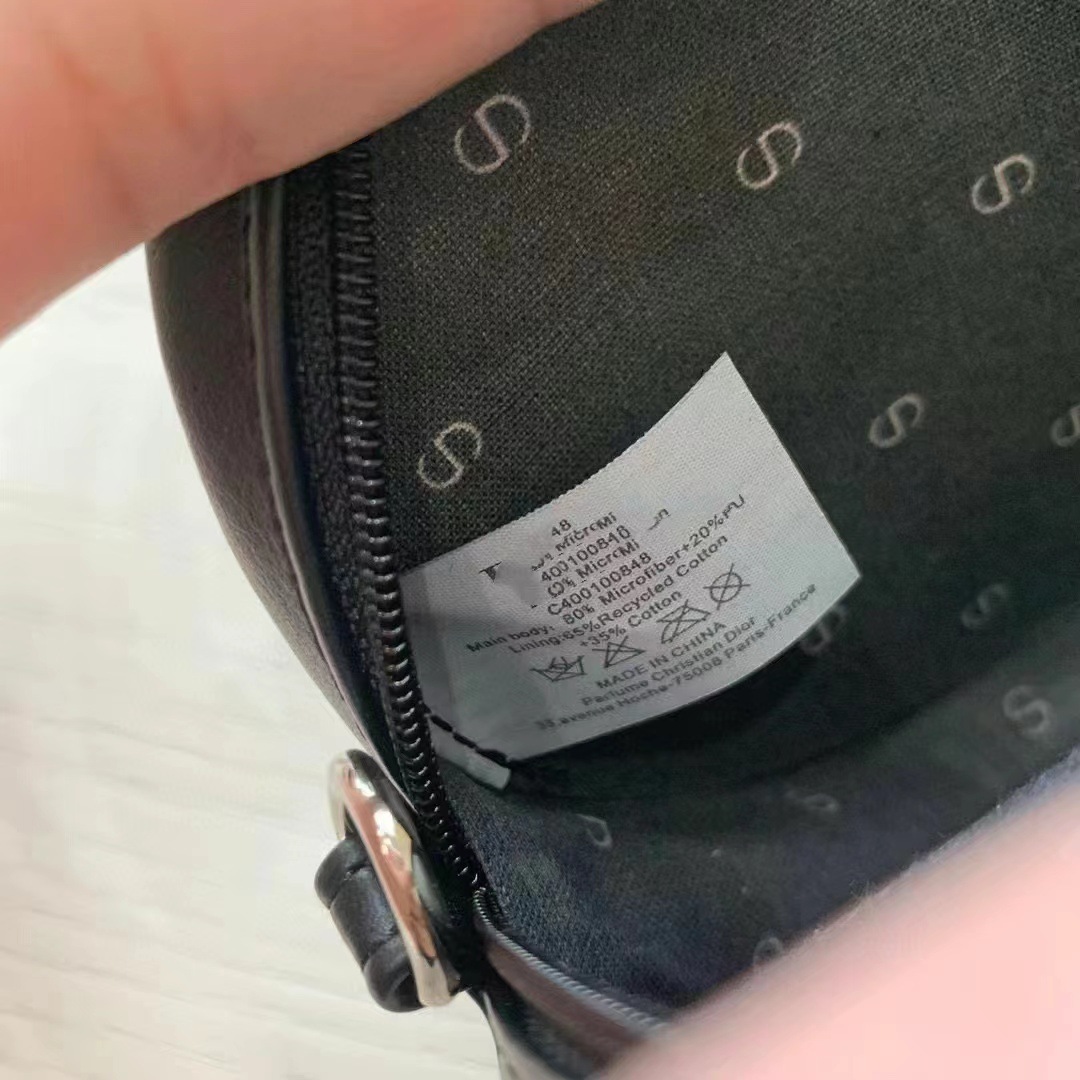 48
400100848
C400100848
Main body: 80% Microfiber+20%PU
Lining:65%Recycled Cotton
+35% Cotton
MADE IN CHINA
Parfums Christian Dior
33,avenue Hoche-75008 Paris-France